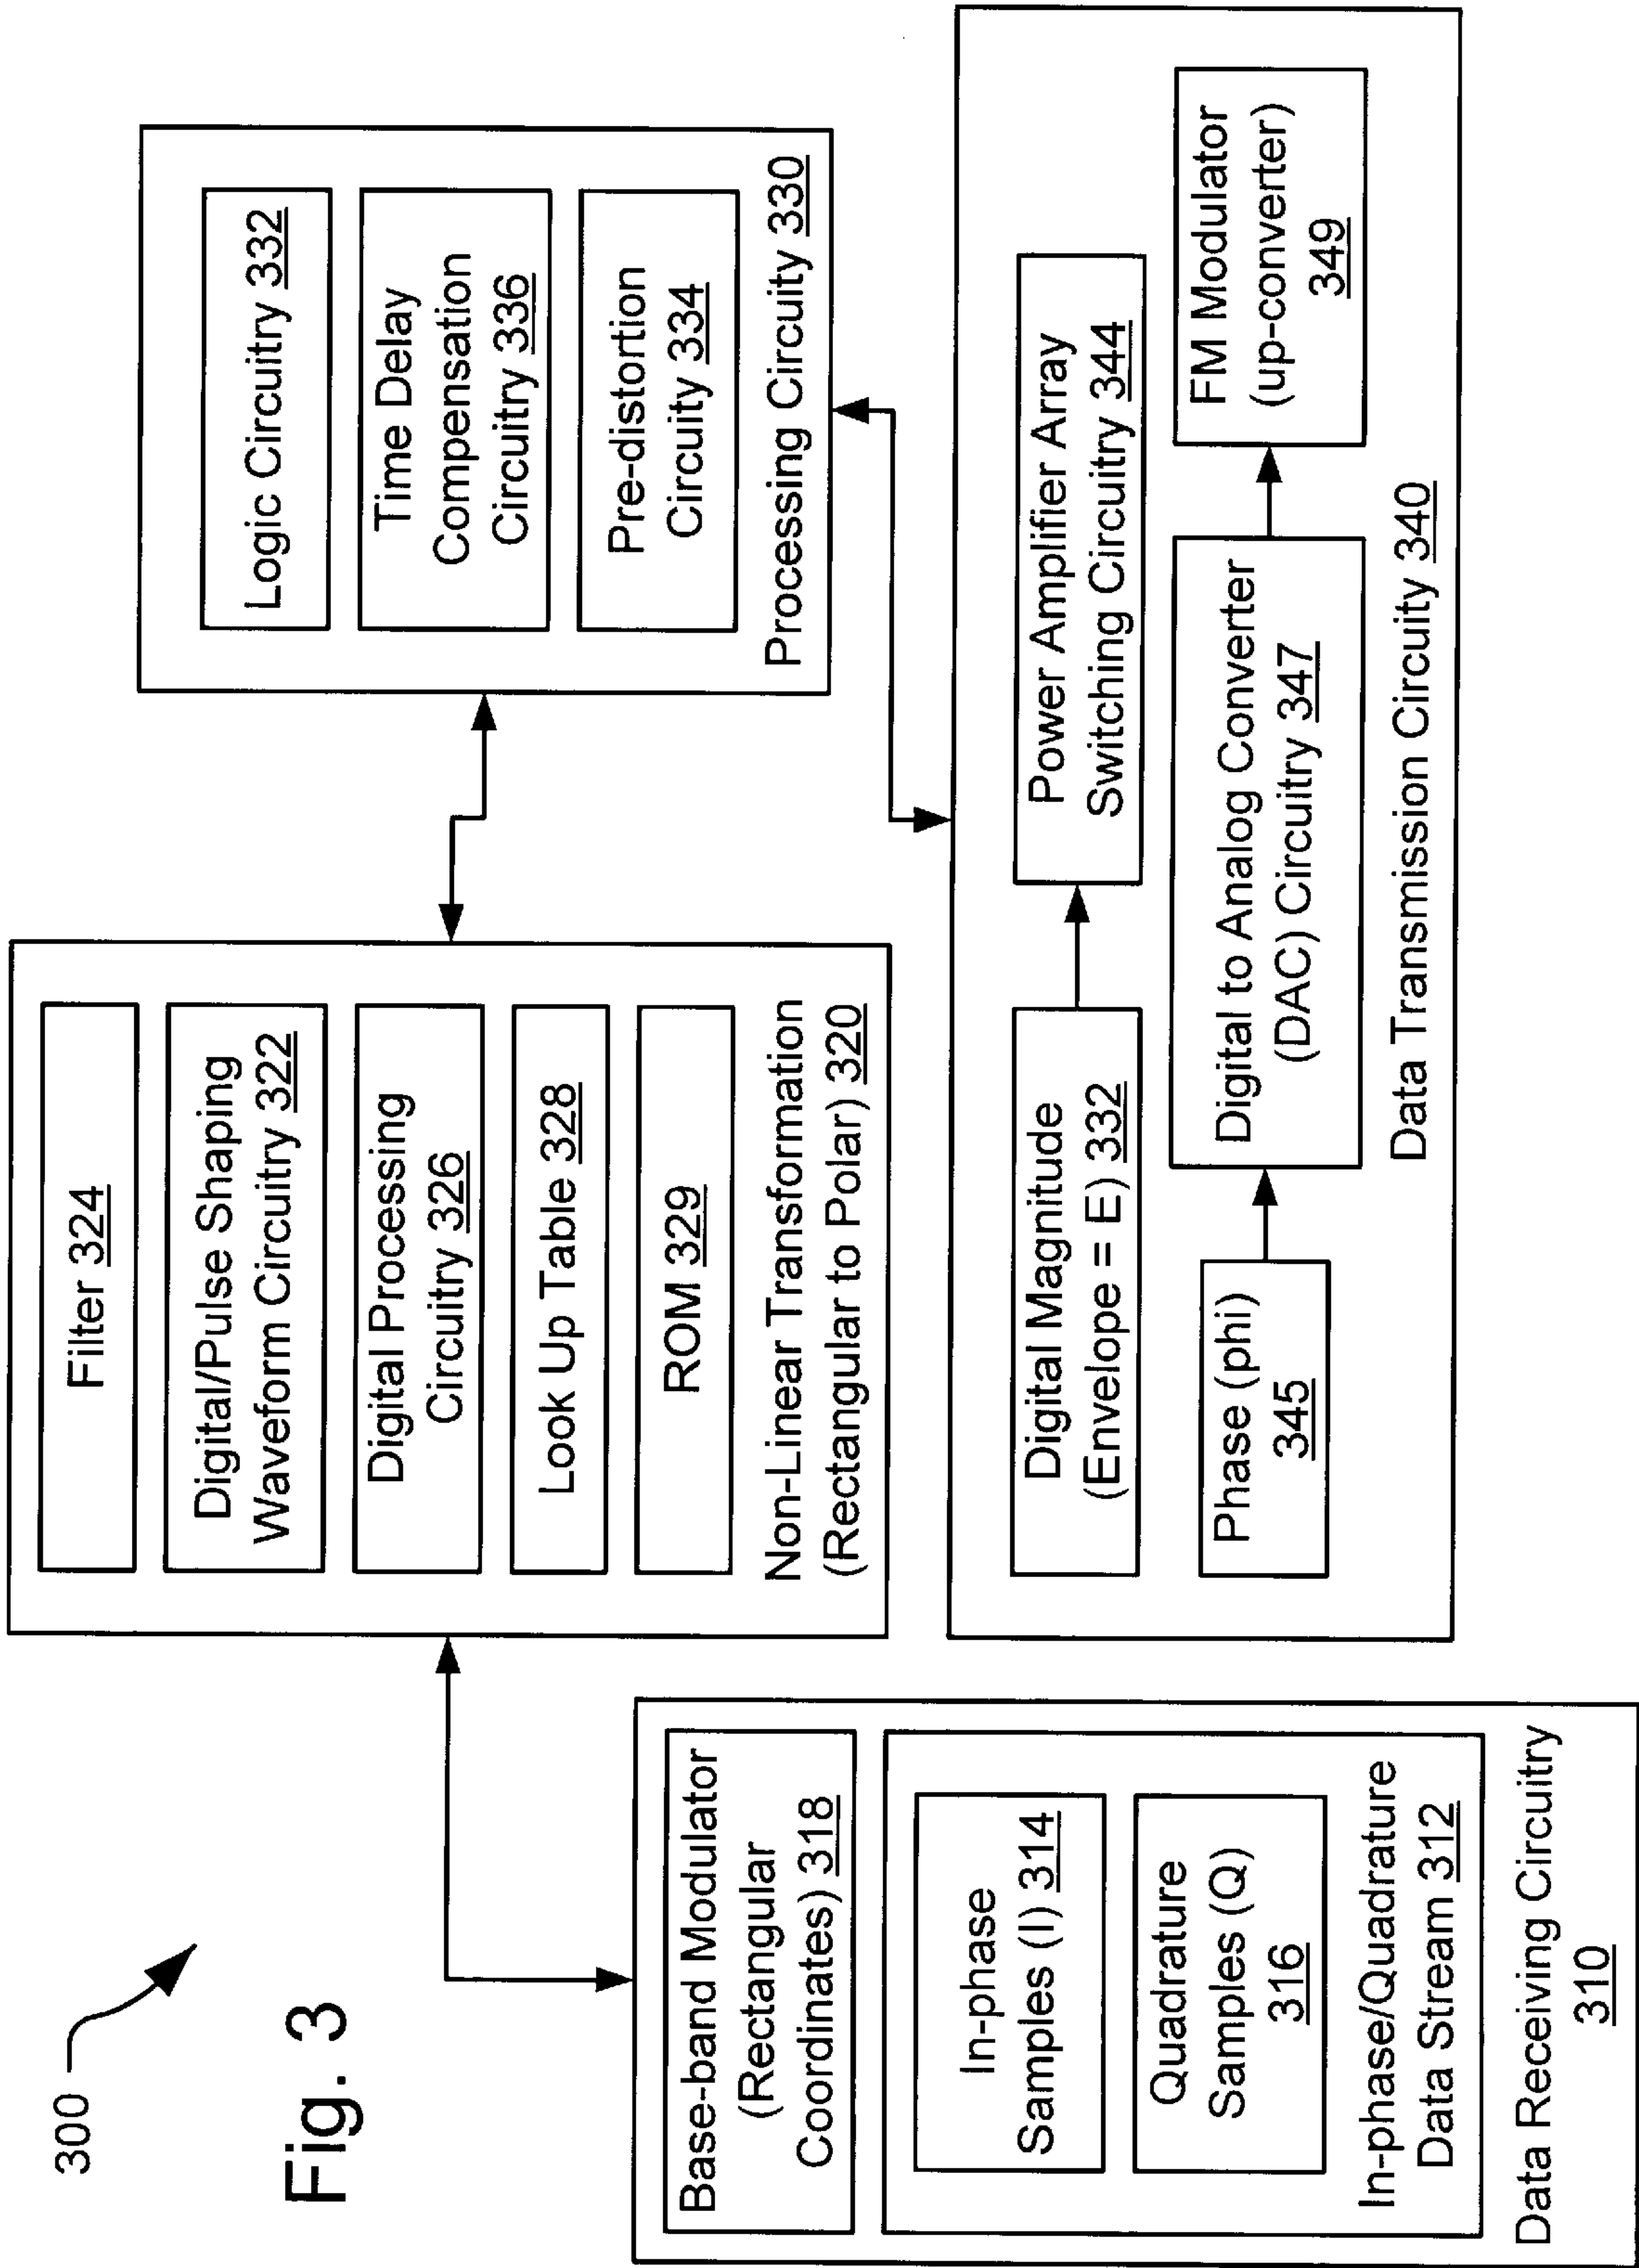 300
Fig. 3
Base-band Modulator
(Rectangular
Coordinates) 318
In-phase
Samples (I) 314
Quadrature
Samples (Q)
316
In-phase/Quadrature
Data Stream 312
Data Receiving Circuitry
310
Filter 324
Digital/Pulse Shaping
Waveform Circuitry 322
Digital Processing
Circuitry 326
Look Up Table 328
ROM 329
Non-Linear Transformation
(Rectangular to Polar) 320
Logic Circuitry 332
Time Delay
Compensation
Circuitry 336
Pre-distortion
Circuity 334
Processing Circuity 330
Digital Magnitude
(Envelope = E) 332
Power Amplifier Array
Switching Circuitry 344
Phase (phi)
345
Digital to Analog Converter
(DAC) Circuitry 347
FM Modulator
(up-converter)
349
Data Transmission Circuity 340